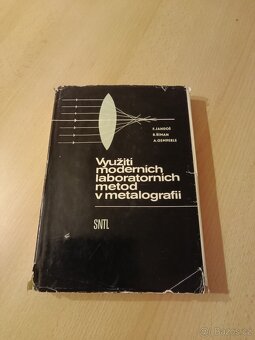 F. JANDOŠ
R. ŘÍMAN
A. GEMPERLE
Využití
moderních
laboratorních
metod
v metalografii
SNTL